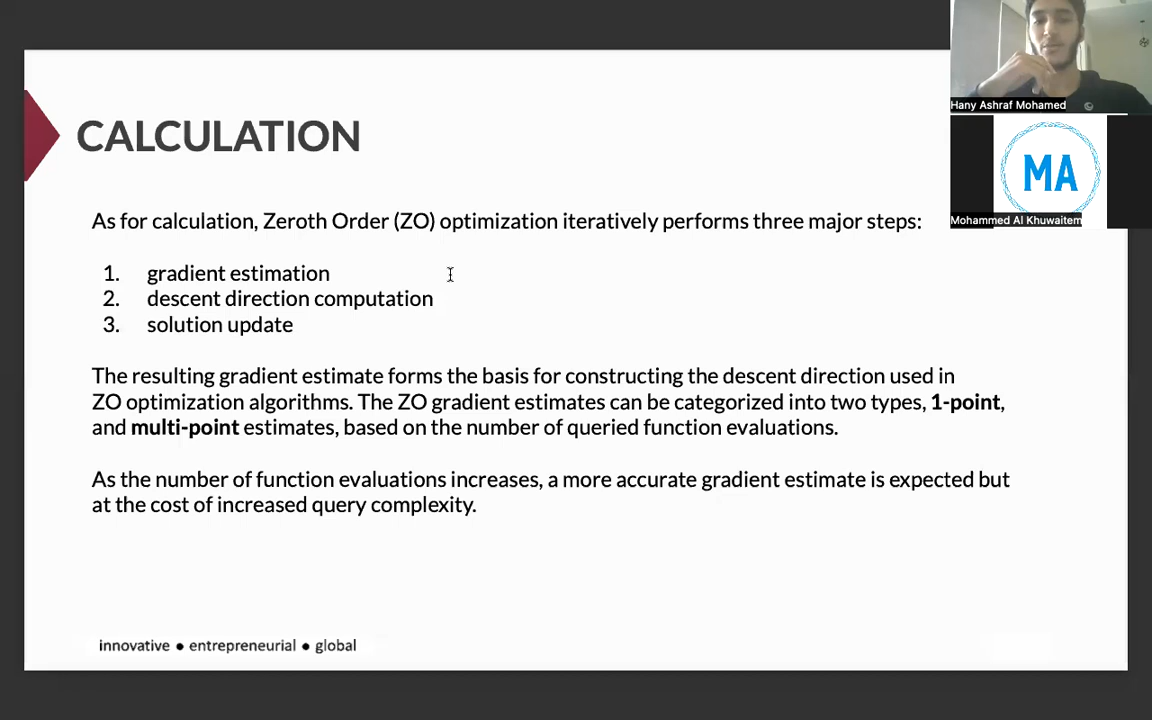 CALCULATION
As for calculation, Zeroth Order (ZO) optimization iteratively performs three major steps:
1. gradient estimation
2. descent direction computation
3. solution update
The resulting gradient estimate forms the basis for constructing the descent direction used in
ZO optimization algorithms. The ZO gradient estimates can be categorized into two types, 1-point,
and multi-point estimates, based on the number of queried function evaluations.
As the number of function evaluations increases, a more accurate gradient estimate is expected but
at the cost of increased query complexity.
innovative ● entrepreneurial ● global
Hany Ashraf Mohamed
MA
Mohammed Al Khuwaitem